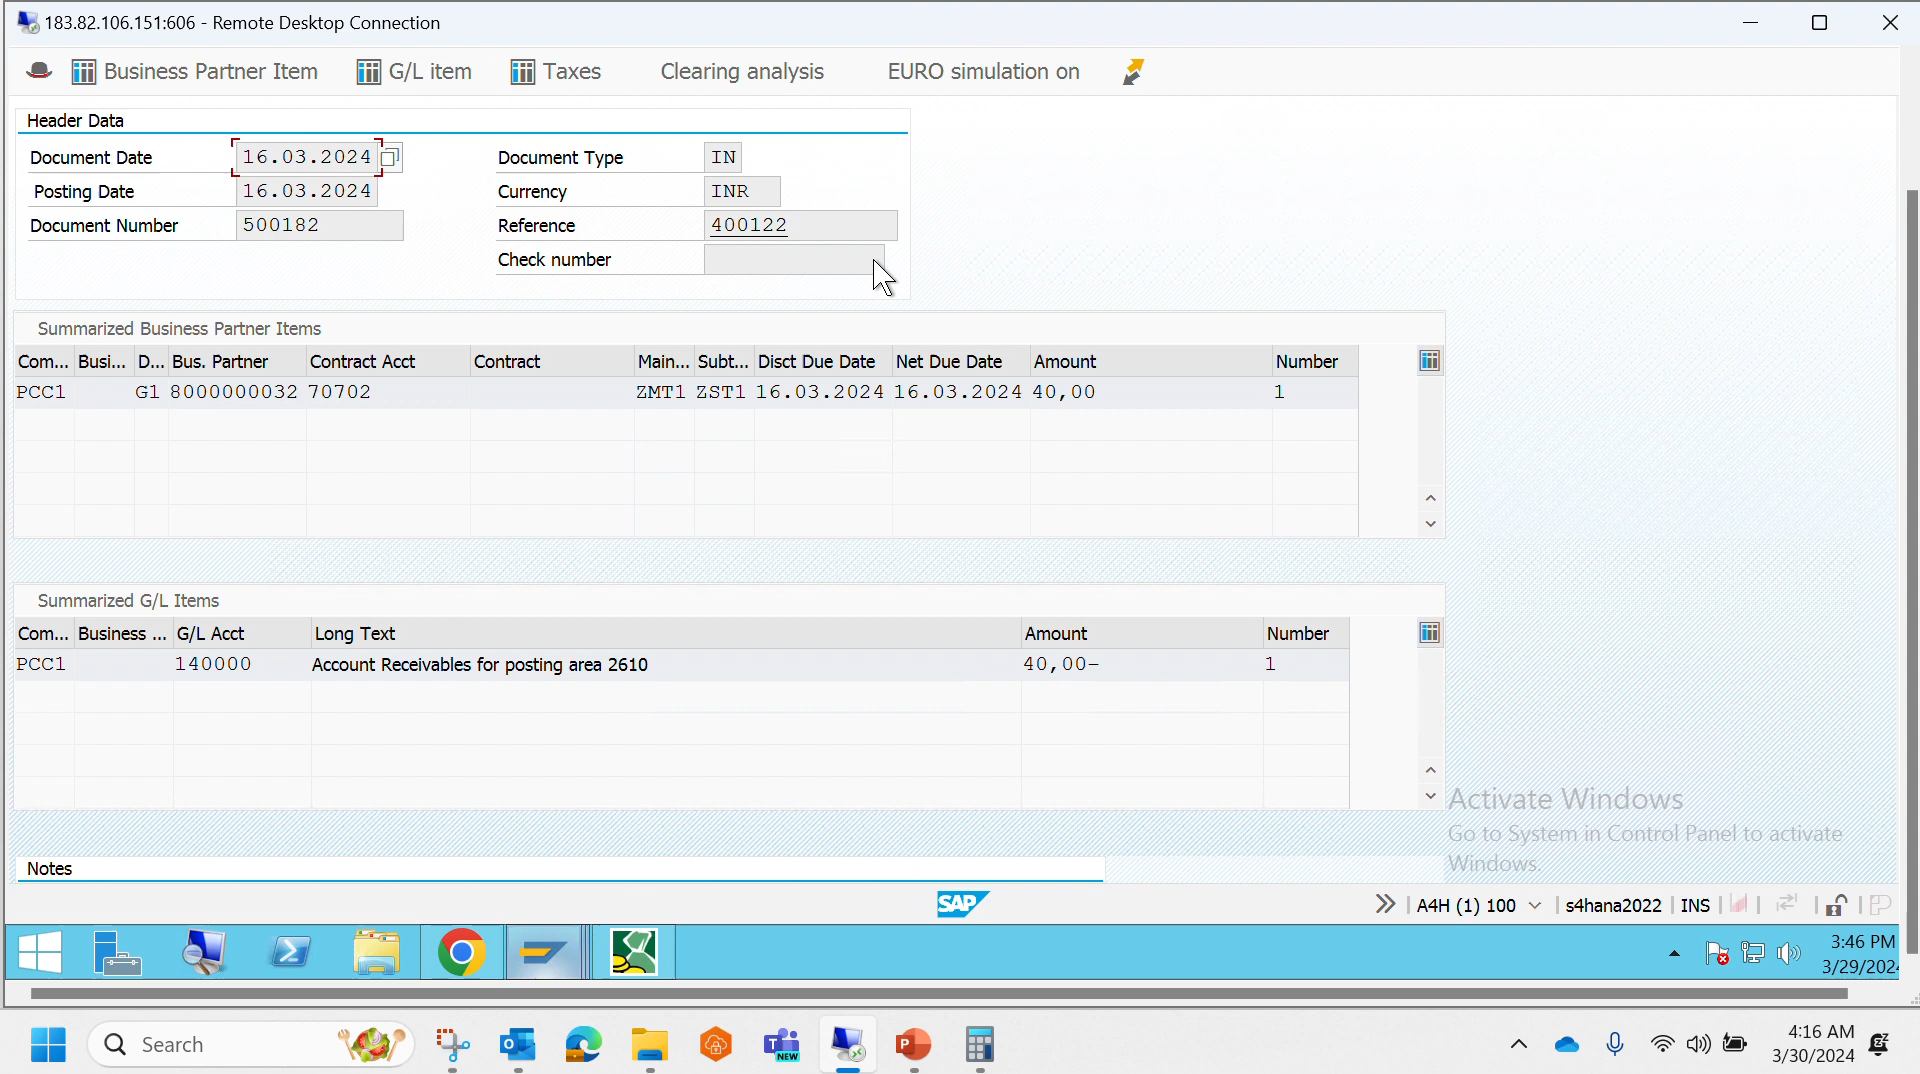 183.82.106.151:606 - Remote Desktop Connection
Business Partner Item G/L item Taxes Clearing analysis EURO simulation on
Header Data
Document Date 16.03.2024 Document Type IN
Posting Date 16.03.2024 Currency INR
Document Number 500182 Reference 400122
Check number
Summarized Business Partner Items
Com... Busi... D... Bus. Partner Contract Acct Contract Main... Subt... Disct Due Date Net Due Date Amount Number
PCC1 G1 8000000032 70702 ZMT1 ZST1 16.03.2024 16.03.2024 40,00 1
Summarized G/L Items
Com... Business ... G/L Acct Long Text Amount Number
PCC1 140000 Account Receivables for posting area 2610 40,00- 1
Activate Windows
Go to System in Control Panel to activate
Windows.
Notes
SAP A4H (1) 100 s4hana2022 INS
3:46 PM
3/29/2024
Search NEW
4:16 AM
3/30/2024